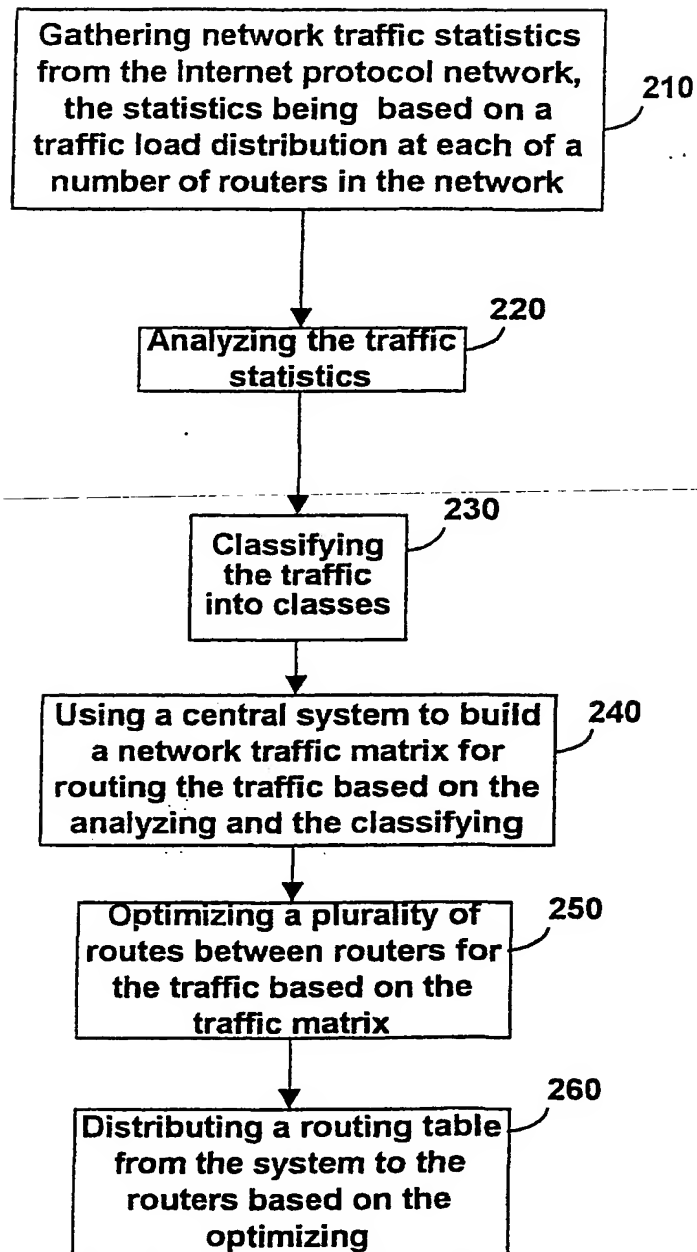 Gathering network traffic statistics
from the Internet protocol network,
the statistics being based on a
traffic load distribution at each of a
number of routers in the network
210
220
Analyzing the traffic
statistics
230
Classifying
the traffic
into classes
240
Using a central system to build
a network traffic matrix for
routing the traffic based on the
analyzing and the classifying
250
Optimizing a plurality of
routes between routers for
the traffic based on the
traffic matrix
260
Distributing a routing table
from the system to the
routers based on the
optimizing